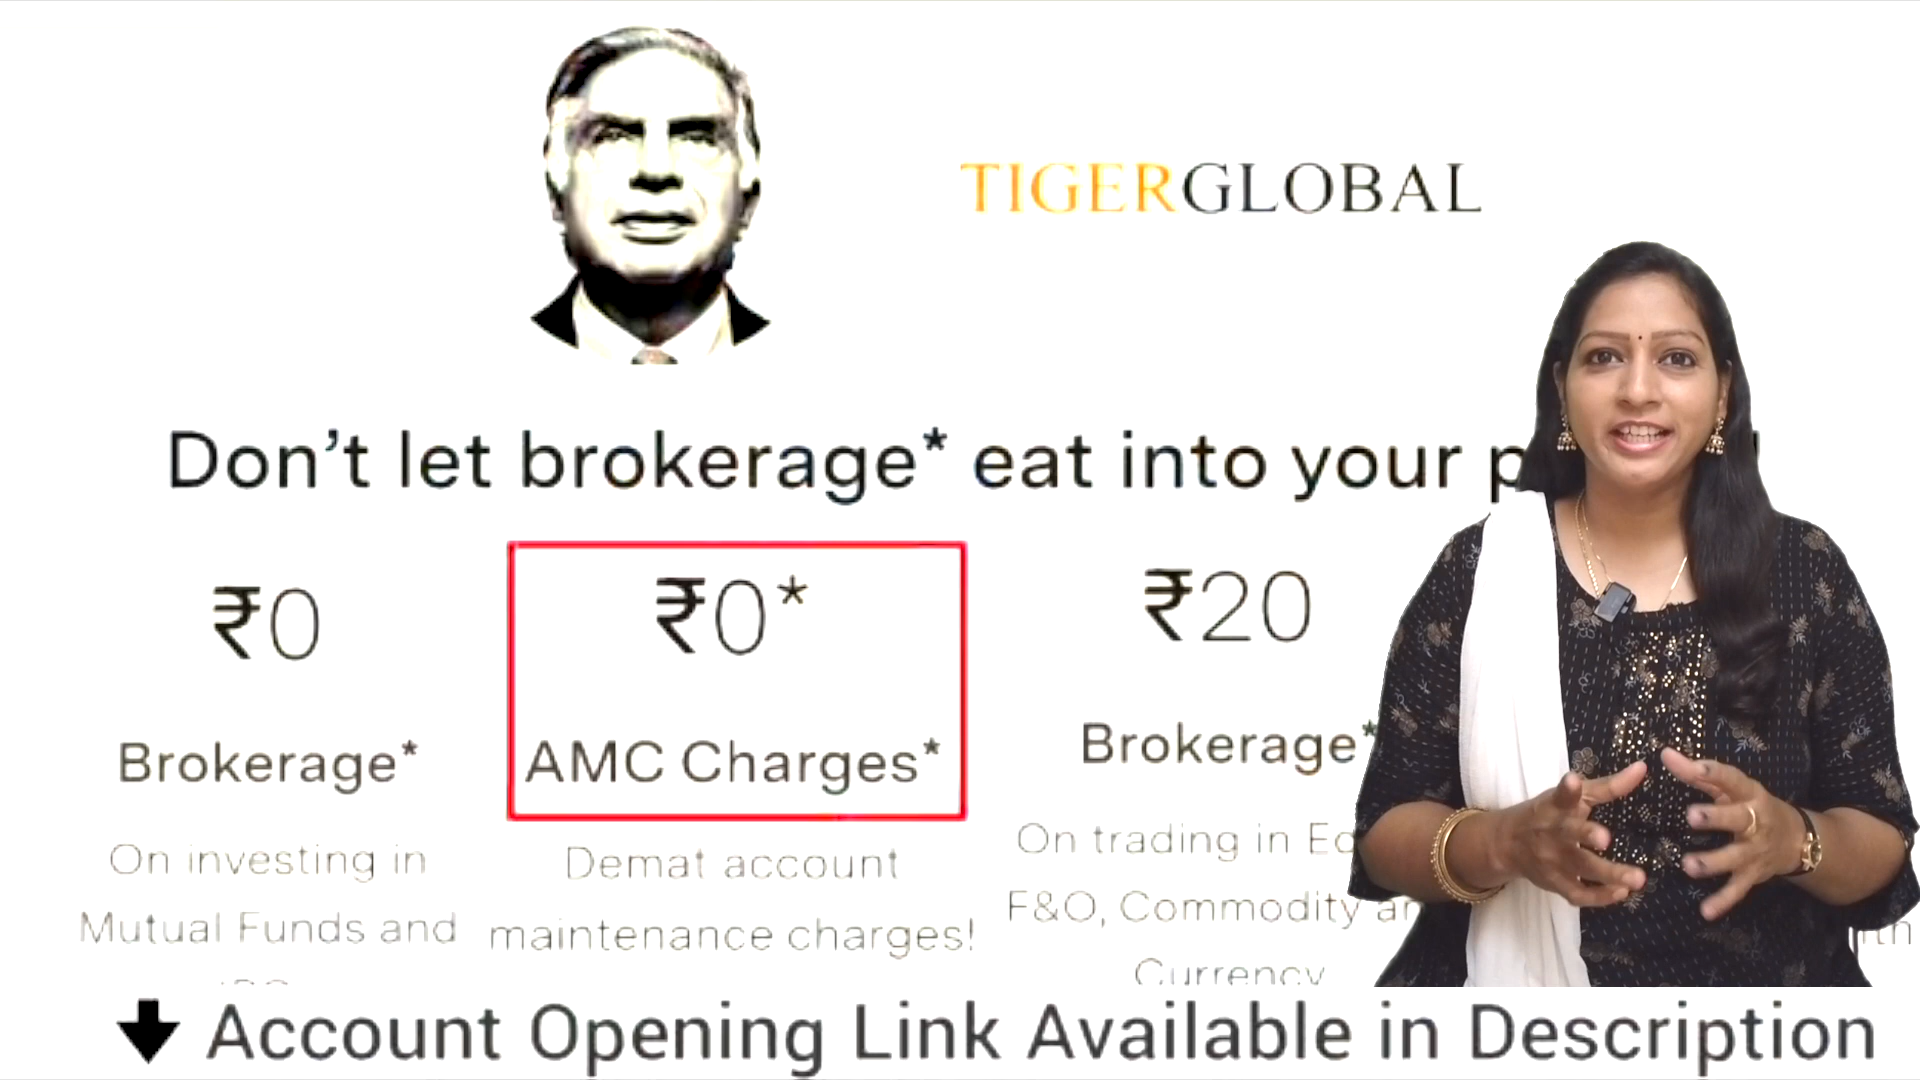 TIGERGLOBAL
Don't let brokerage* eat into your
₹0
Brokerage*
On investing in
Mutual Funds and
₹0*
AMC Charges*
Demat account
maintenance charges!
₹20
Brokerage*
On trading in
F&O, Commodity
Currency
Account Opening Link Available in Description